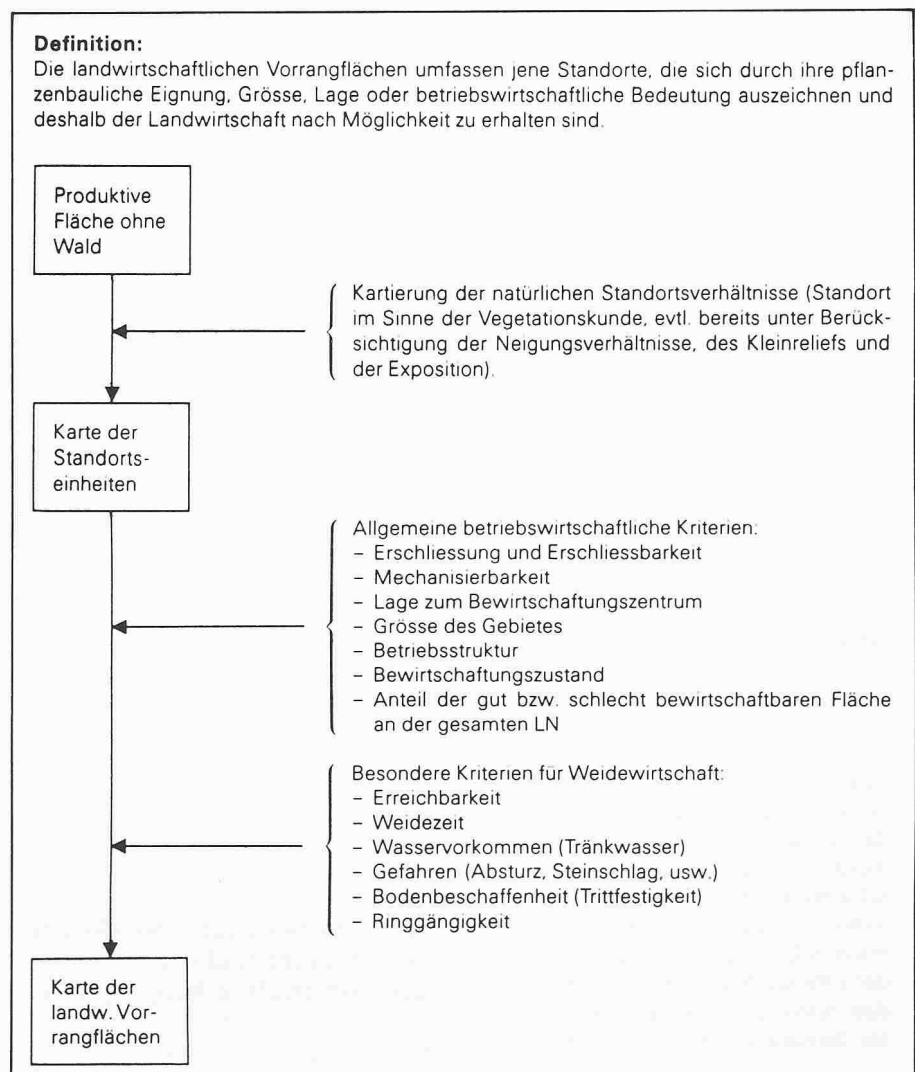 Definition:
Die landwirtschaftlichen Vorrangflächen umfassen jene Standorte, die sich durch ihre pflan-
zenbauliche Eignung, Grösse, Lage oder betriebswirtschaftliche Bedeutung auszeichnen und
deshalb der Landwirtschaft nach Möglichkeit zu erhalten sind.
Produktive
Fläche ohne
Wald
Kartierung der natürlichen Standortsverhältnisse (Standort
im Sinne der Vegetationskunde, evtl. bereits unter Berück-
sichtigung der Neigungsverhältnisse, des Kleinreliefs und
der Exposition).
Karte der
Standorts-
einheiten
Allgemeine betriebswirtschaftliche Kriterien:
– Erschliessung und Erschliessbarkeit
– Mechanisierbarkeit
– Lage zum Bewirtschaftungszentrum
– Grösse des Gebietes
– Betriebsstruktur
– Bewirtschaftungszustand
– Anteil der gut bzw. schlecht bewirtschaftbaren Fläche
an der gesamten LN
Besondere Kriterien für Weidewirtschaft:
– Erreichbarkeit
– Weidezeit
– Wasservorkommen (Tränkwasser)
– Gefahren (Absturz, Steinschlag, usw.)
– Bodenbeschaffenheit (Trittfestigkeit)
– Ringgängigkeit
Karte der
landw. Vor-
rangflächen